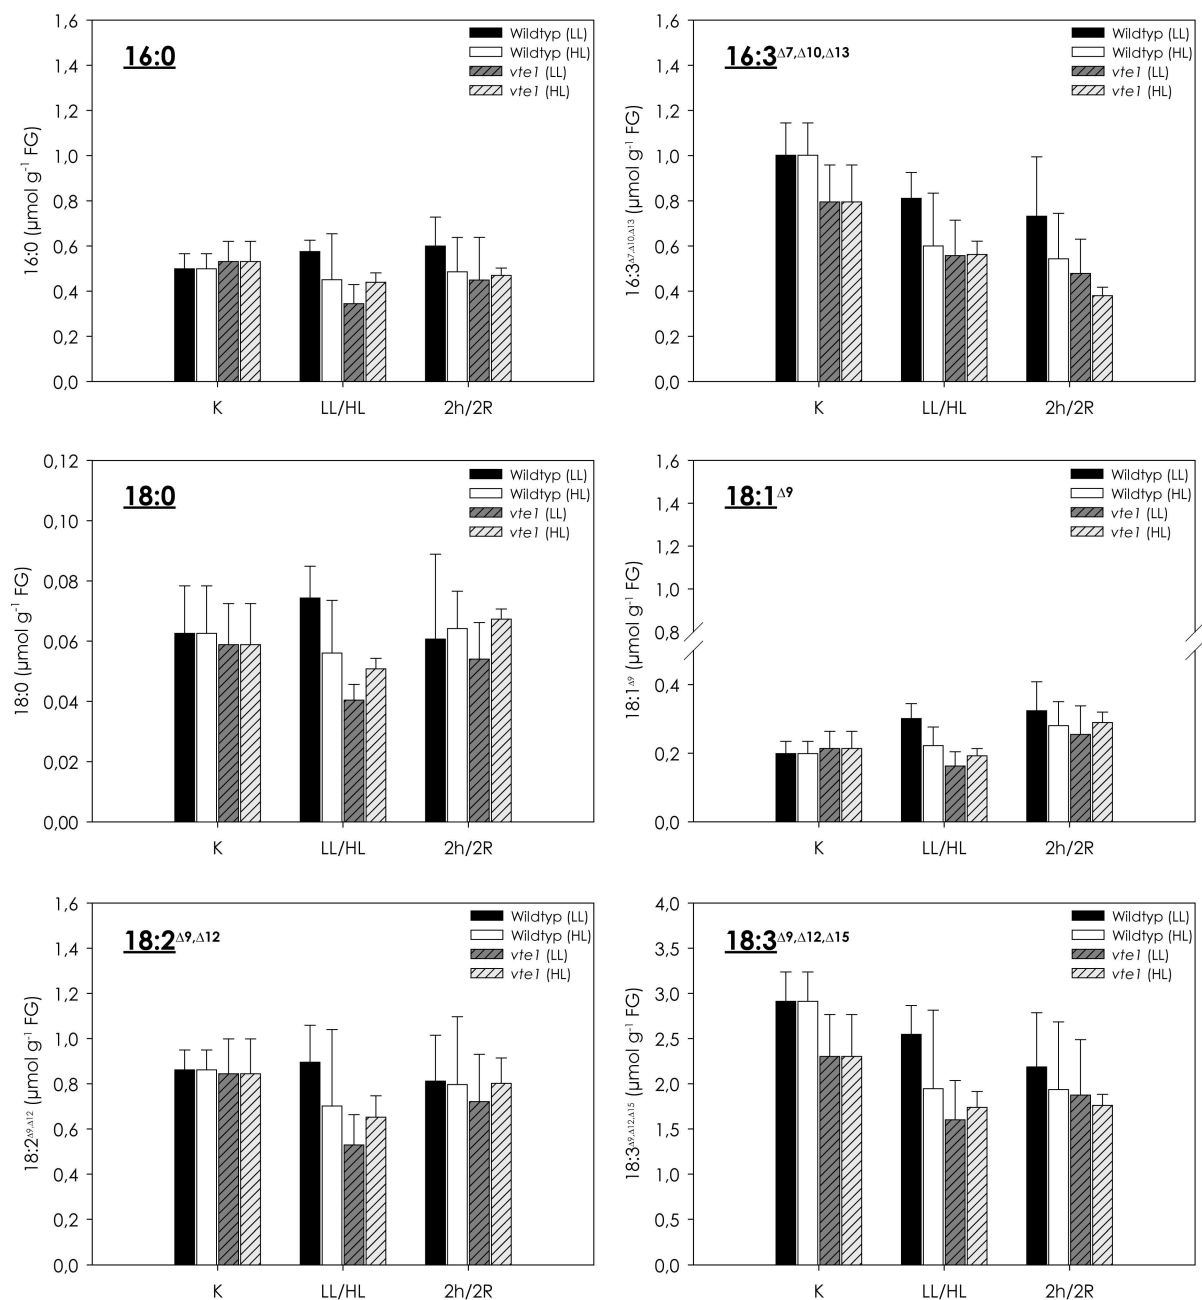 16:0
Wildtyp (LL)
Wildtyp (HL)
vte1 (LL)
vte1 (HL)
16:0 (µmol g⁻¹ FG)
1,6
1,4
1,2
1,0
0,8
0,6
0,4
0,2
0,0
K LL/HL 2h/2R
16:3Δ7,Δ10,Δ13
Wildtyp (LL)
Wildtyp (HL)
vte1 (LL)
vte1 (HL)
16:3Δ7,Δ10,Δ13 (µmol g⁻¹ FG)
1,6
1,4
1,2
1,0
0,8
0,6
0,4
0,2
0,0
K LL/HL 2h/2R
18:0
Wildtyp (LL)
Wildtyp (HL)
vte1 (LL)
vte1 (HL)
18:0 (µmol g⁻¹ FG)
0,12
0,10
0,08
0,06
0,04
0,02
0,00
K LL/HL 2h/2R
18:1Δ9
Wildtyp (LL)
Wildtyp (HL)
vte1 (LL)
vte1 (HL)
18:1Δ9 (µmol g⁻¹ FG)
1,6
1,4
1,2
1,0
0,8
0,4
0,2
0,0
K LL/HL 2h/2R
18:2Δ9,Δ12
Wildtyp (LL)
Wildtyp (HL)
vte1 (LL)
vte1 (HL)
18:2Δ9,Δ12 (µmol g⁻¹ FG)
1,6
1,4
1,2
1,0
0,8
0,6
0,4
0,2
0,0
K LL/HL 2h/2R
18:3Δ9,Δ12,Δ15
Wildtyp (LL)
Wildtyp (HL)
vte1 (LL)
vte1 (HL)
18:3Δ9,Δ12,Δ15 (µmol g⁻¹ FG)
4,0
3,5
3,0
2,5
2,0
1,5
1,0
0,5
0,0
K LL/HL 2h/2R